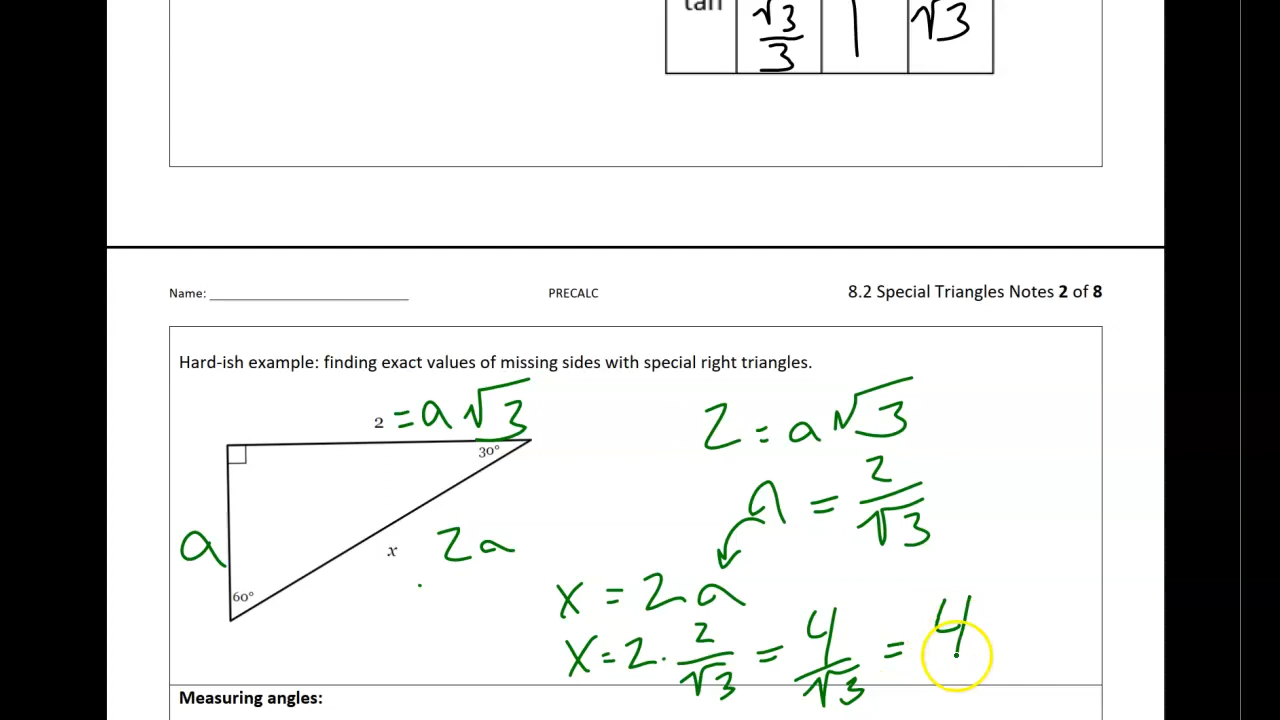 tan √3/3 1 √3
Name: PRECALC 8.2 Special Triangles Notes 2 of 8
Hard-ish example: finding exact values of missing sides with special right triangles.
2 = a√3
30°
a
x 2a
60°
2 = a√3
a = 2/√3
x = 2a
x = 2 · 2/√3 = 4/√3 = 4
Measuring angles: